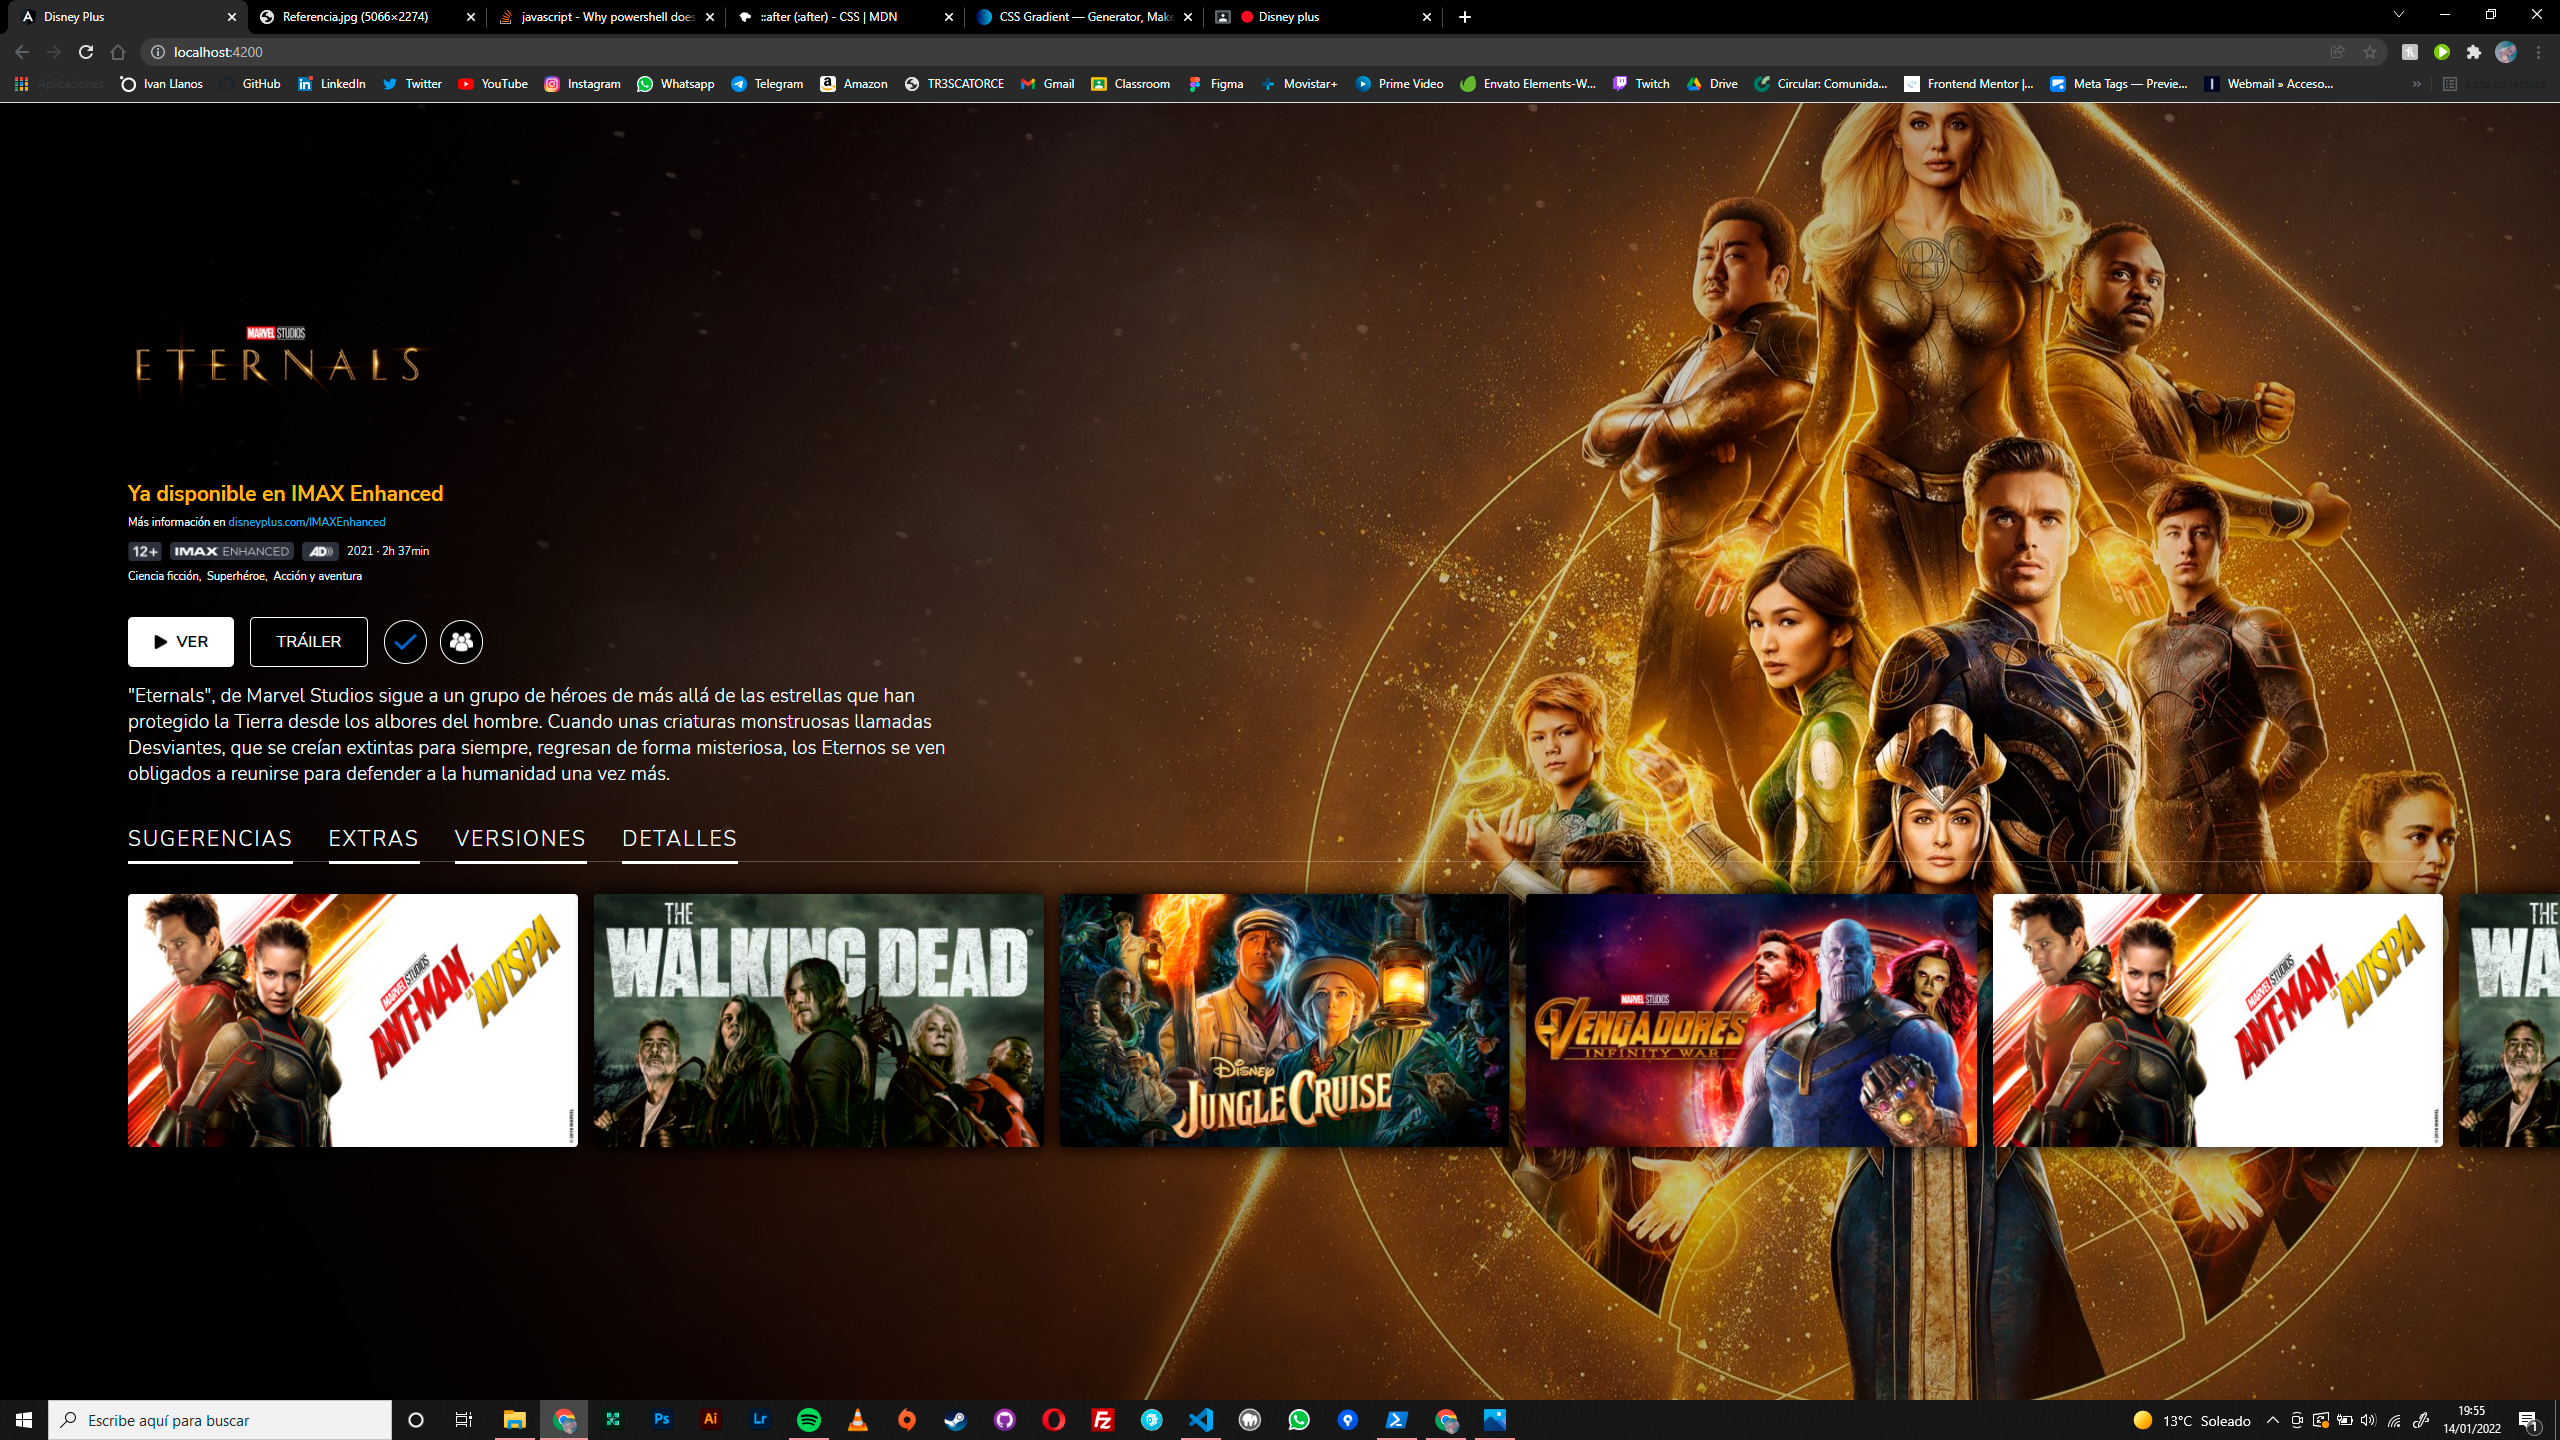 Disney Plus
Referencia.jpg (5066×2274)
javascript - Why powershell does
::after (:after) - CSS | MDN
CSS Gradient — Generator, Make
Disney plus
localhost:4200
Aplicaciones
Ivan Llanos
GitHub
LinkedIn
Twitter
YouTube
Instagram
Whatsapp
Telegram
Amazon
TR3SCATORCE
Gmail
Classroom
Figma
Movistar+
Prime Video
Envato Elements-W...
Twitch
Drive
Circular: Comunida...
Frontend Mentor |...
Meta Tags — Previe...
Webmail » Acceso...
»
Lista de lectura
MARVEL STUDIOS
ETERNALS
Ya disponible en IMAX Enhanced
Más información en disneyplus.com/IMAXEnhanced
12+ IMAX ENHANCED AD 2021 · 2h 37min
Ciencia ficción, Superhéroe, Acción y aventura
VER
TRÁILER
"Eternals", de Marvel Studios sigue a un grupo de héroes de más allá de las estrellas que han
protegido la Tierra desde los albores del hombre. Cuando unas criaturas monstruosas llamadas
Desviantes, que se creían extintas para siempre, regresan de forma misteriosa, los Eternos se ven
obligados a reunirse para defender a la humanidad una vez más.
SUGERENCIAS
EXTRAS
VERSIONES
DETALLES
MARVEL STUDIOS
ANT-MAN Y
LA AVISPA
THE
WALKING DEAD
DISNEY
JUNGLE CRUISE
MARVEL STUDIOS
VENGADORES
INFINITY WAR
MARVEL STUDIOS
ANT-MAN Y
LA AVISPA
THE
WA
Escribe aquí para buscar
Ps
Ai
Lr
FZ
13°C Soleado
19:55
14/01/2022
1